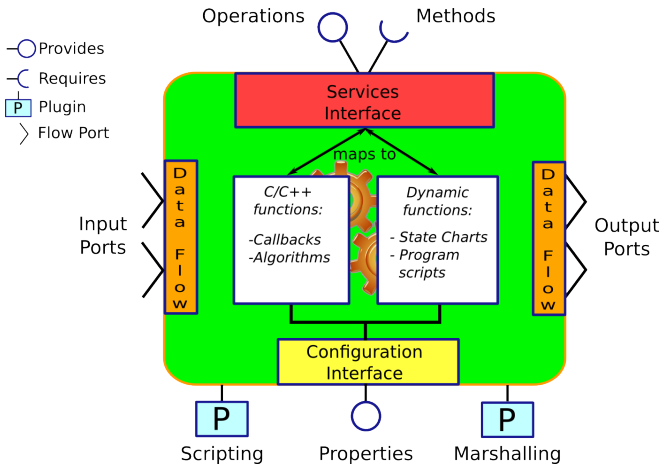 Operations
Methods
Provides
Requires
P
Plugin
Flow Port
Services
Interface
maps to
C/C++
functions:
-Callbacks
-Algorithms
Dynamic
functions:
- State Charts
- Program
scripts
Data Flow
Input
Ports
Data Flow
Output
Ports
Configuration
Interface
P
Scripting
Properties
P
Marshalling